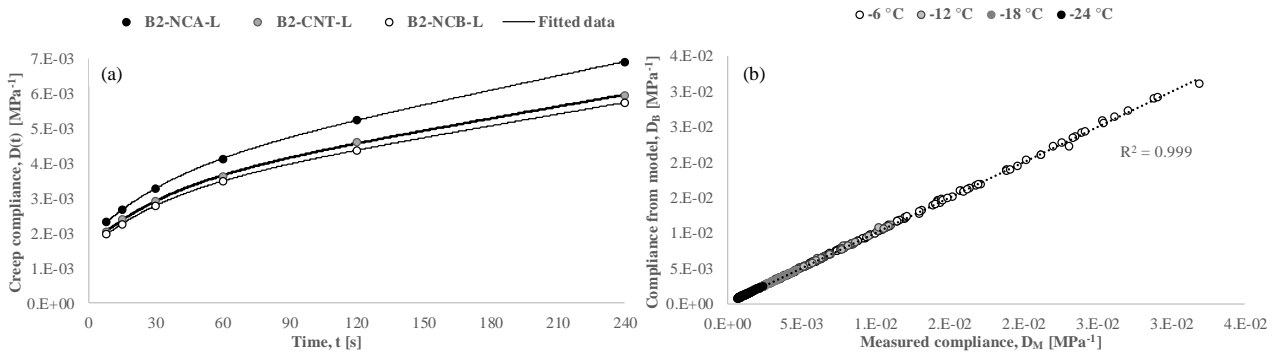 B2-NCA-L B2-CNT-L B2-NCB-L Fitted data
(a)
Creep compliance, D(t) [MPa⁻¹]
7.E-03
6.E-03
5.E-03
4.E-03
3.E-03
2.E-03
1.E-03
0.E+00
0 30 60 90 120 150 180 210 240
Time, t [s]
-6 °C -12 °C -18 °C -24 °C
(b)
Compliance from model, D_B [MPa⁻¹]
4.E-02
3.E-02
3.E-02
2.E-02
2.E-02
1.E-02
5.E-03
0.E+00
R² = 0.999
0.E+00 5.E-03 1.E-02 2.E-02 2.E-02 3.E-02 3.E-02 4.E-02
Measured compliance, D_M [MPa⁻¹]